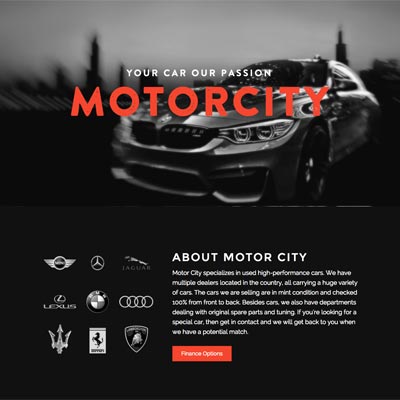 YOUR CAR OUR PASSION
MOTORCITY
ABOUT MOTOR CITY
Motor City specializes in used high-performance cars. We have
multiple dealers located in the country, all carrying a huge variety
of cars. The cars we are selling are in mint condition and checked
100% from front to back. Besides cars, we also have departments
dealing with original spare parts and tuning. If you're looking for a
special car, then get in contact and we will get back to you when
we have a potential match.
Finance Options
JAGUAR
LEXUS
Ferrari